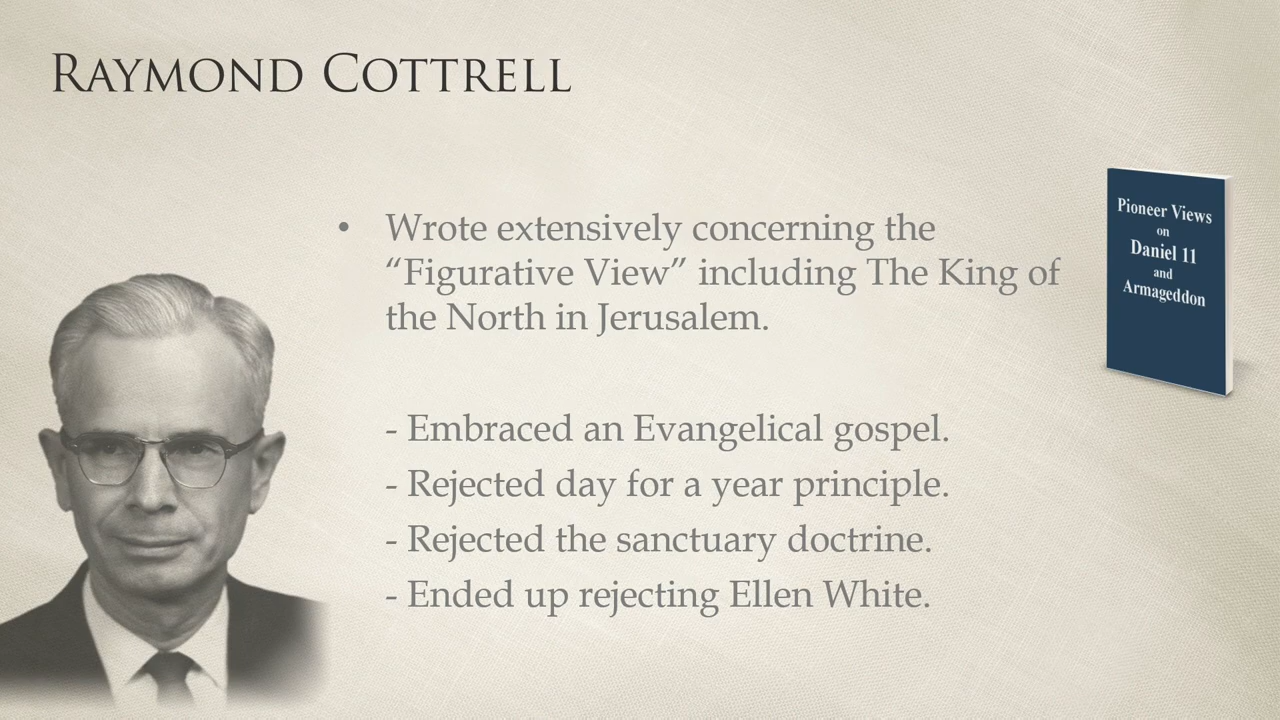 RAYMOND COTTRELL
• Wrote extensively concerning the
“Figurative View” including The King of
the North in Jerusalem.
- Embraced an Evangelical gospel.
- Rejected day for a year principle.
- Rejected the sanctuary doctrine.
- Ended up rejecting Ellen White.
Pioneer Views
on
Daniel 11
and
Armageddon